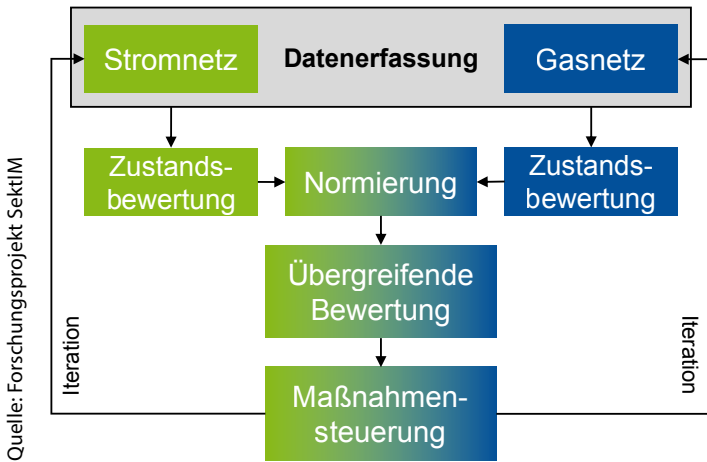 Stromnetz
Datenerfassung
Gasnetz
Zustands-
bewertung
Normierung
Zustands-
bewertung
Übergreifende
Bewertung
Maßnahmen-
steuerung
Iteration
Iteration
Quelle: Forschungsprojekt SektIM